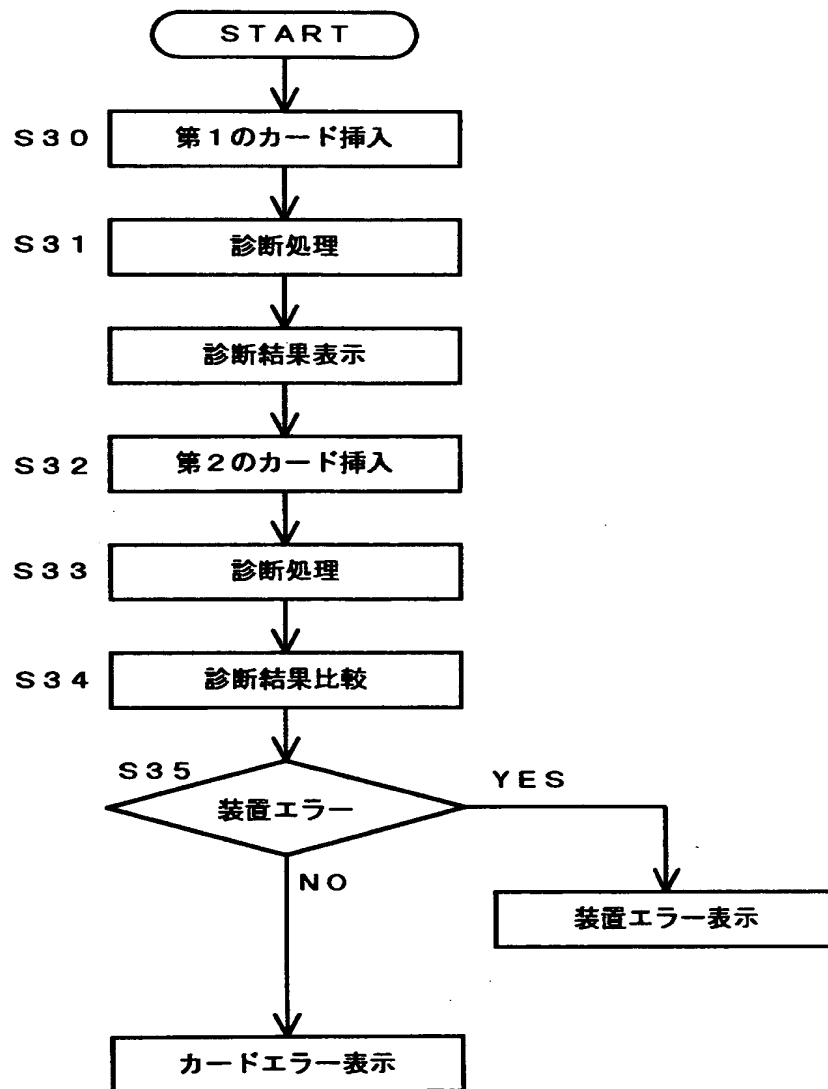 ＳＴＡＲＴ
Ｓ３０
第１のカード挿入
Ｓ３１
診断処理
診断結果表示
Ｓ３２
第２のカード挿入
Ｓ３３
診断処理
Ｓ３４
診断結果比較
Ｓ３５
装置エラー
ＹＥＳ
ＮＯ
装置エラー表示
カードエラー表示